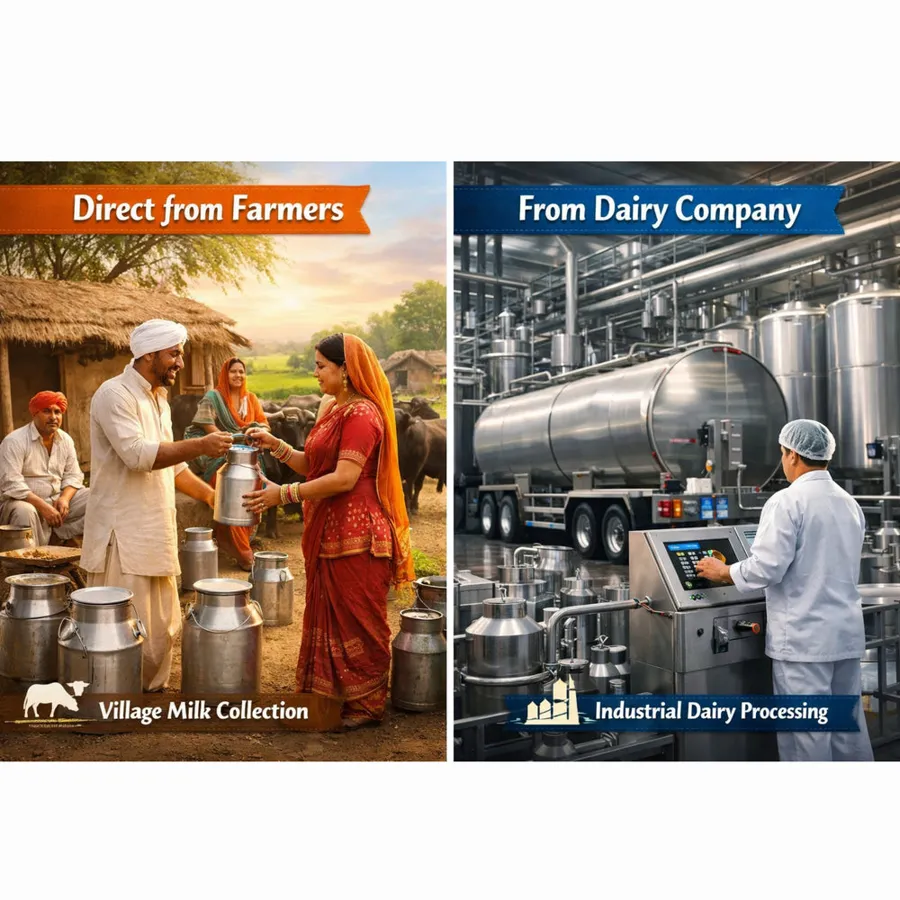 Direct from Farmers
From Dairy Company
Village Milk Collection
Industrial Dairy Processing